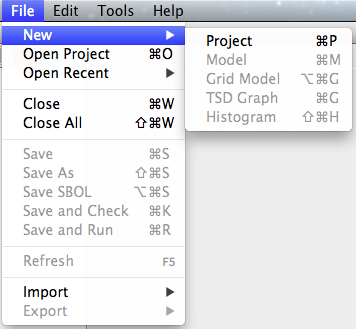 File Edit Tools Help
New ▶
Project ⌘P
Open Project ⌘O
Model ⌘M
Open Recent ▶
Grid Model ⌥⌘G
TSD Graph ⌘G
Close ⌘W
Histogram ⇧⌘H
Close All ⇧⌘W
Save ⌘S
Save As ⇧⌘S
Save SBOL ⌥⌘S
Save and Check ⌘K
Save and Run ⌘R
Refresh F5
Import ▶
Export ▶